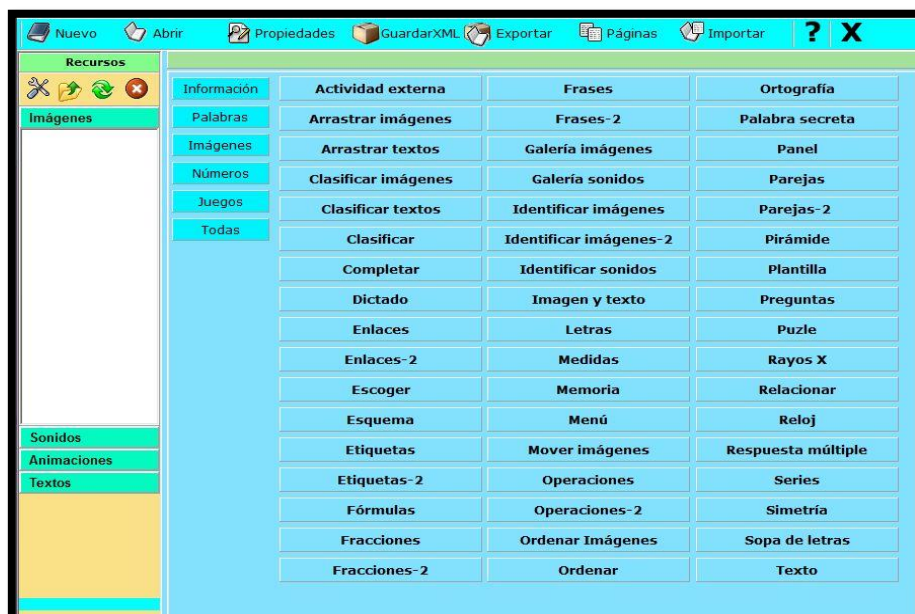 Nuevo Abrir Propiedades GuardarXML Exportar Páginas Importar ? X
Recursos
Imágenes
Sonidos
Animaciones
Textos
Información
Palabras
Imágenes
Números
Juegos
Todas
Actividad externa Frases Ortografía
Arrastrar imágenes Frases-2 Palabra secreta
Arrastrar textos Galería imágenes Panel
Clasificar imágenes Galería sonidos Parejas
Clasificar textos Identificar imágenes Parejas-2
Clasificar Identificar imágenes-2 Pirámide
Completar Identificar sonidos Plantilla
Dictado Imagen y texto Preguntas
Enlaces Letras Puzle
Enlaces-2 Medidas Rayos X
Escoger Memoria Relacionar
Esquema Menú Reloj
Etiquetas Mover imágenes Respuesta múltiple
Etiquetas-2 Operaciones Series
Fórmulas Operaciones-2 Simetría
Fracciones Ordenar Imágenes Sopa de letras
Fracciones-2 Ordenar Texto